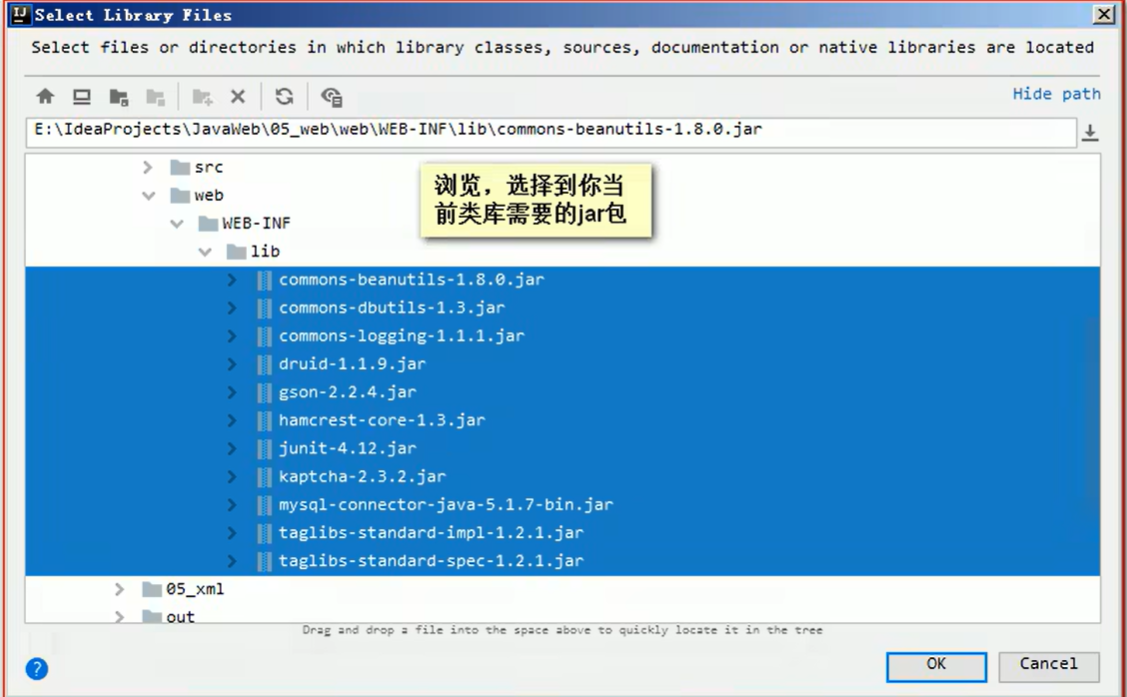 Select Library Files
Select files or directories in which library classes, sources, documentation or native libraries are located
Hide path
E:\IdeaProjects\JavaWeb\05_web\web\WEB-INF\lib\commons-beanutils-1.8.0.jar
src
web
WEB-INF
lib
浏览，选择到你当
前类库需要的jar包
commons-beanutils-1.8.0.jar
commons-dbutils-1.3.jar
commons-logging-1.1.1.jar
druid-1.1.9.jar
gson-2.2.4.jar
hamcrest-core-1.3.jar
junit-4.12.jar
kaptcha-2.3.2.jar
mysql-connector-java-5.1.7-bin.jar
taglibs-standard-impl-1.2.1.jar
taglibs-standard-spec-1.2.1.jar
05_xml
out
Drag and drop a file into the space above to quickly locate it in the tree
?
OK
Cancel